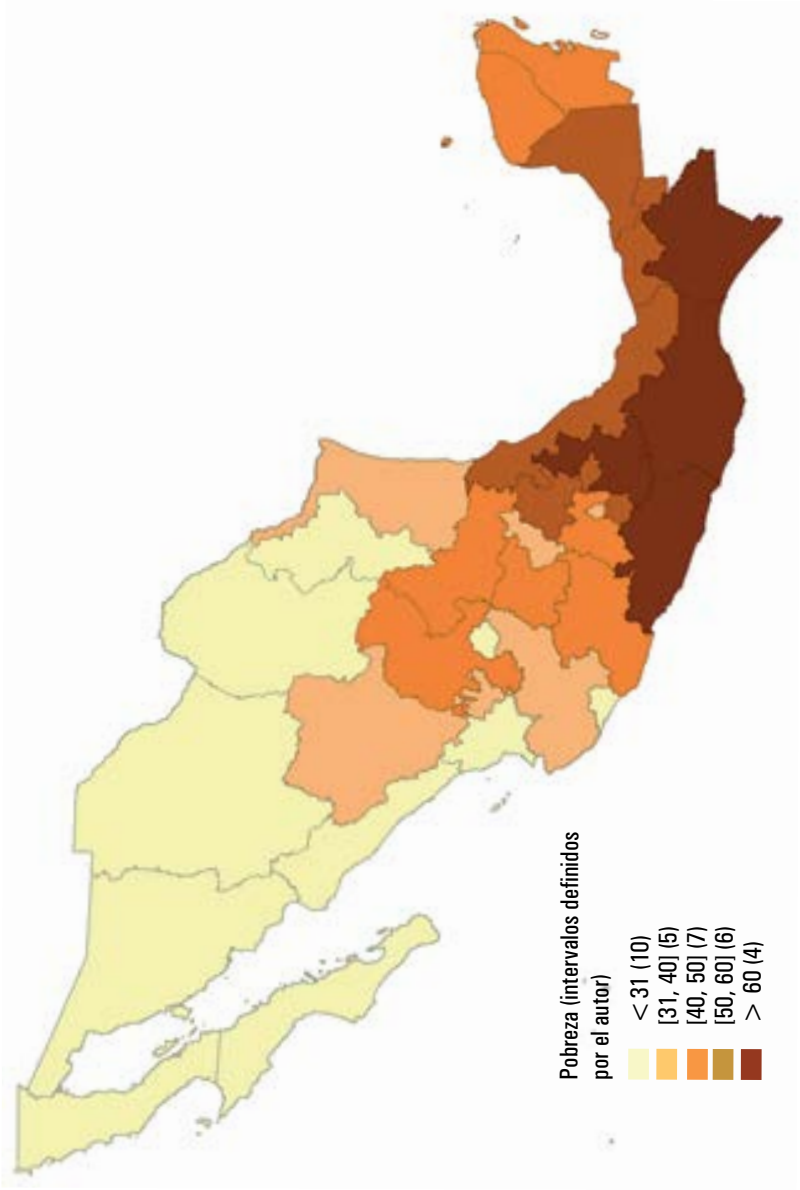 Pobreza (intervalos definidos
por el autor)
< 31 (10)
[31, 40] (5)
[40, 50] (7)
[50, 60] (6)
> 60 (4)